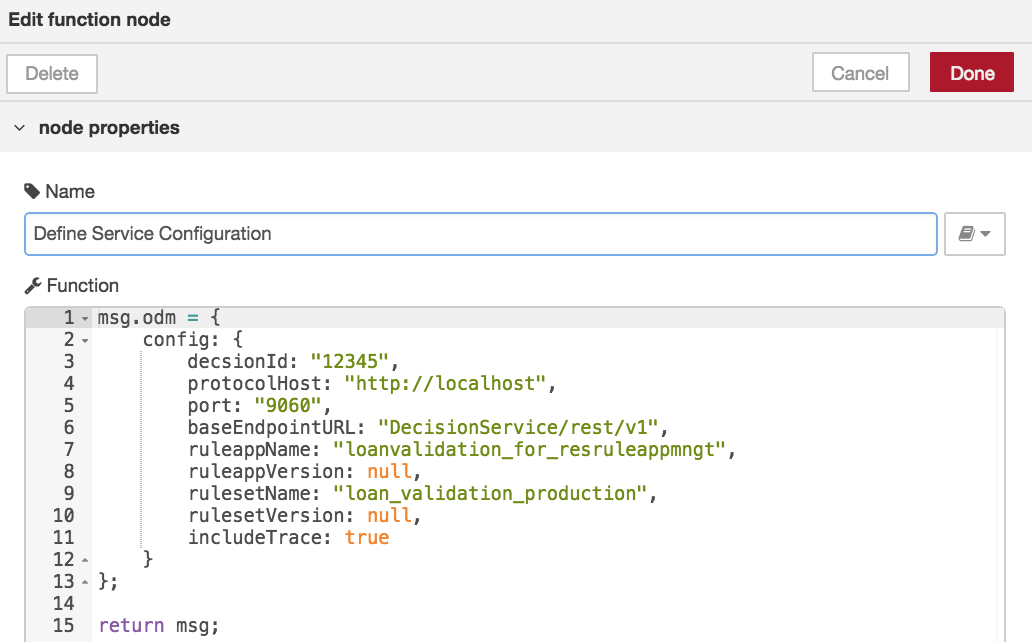 Edit function node
Delete Cancel Done
node properties
Name
Define Service Configuration
Function
1 msg.odm = {
2     config: {
3         decsionId: "12345",
4         protocolHost: "http://localhost",
5         port: "9060",
6         baseEndpointURL: "DecisionService/rest/v1",
7         ruleappName: "loanvalidation_for_resruleappmngt",
8         ruleappVersion: null,
9         rulesetName: "loan_validation_production",
10         rulesetVersion: null,
11         includeTrace: true
12     }
13 };
14
15 return msg;